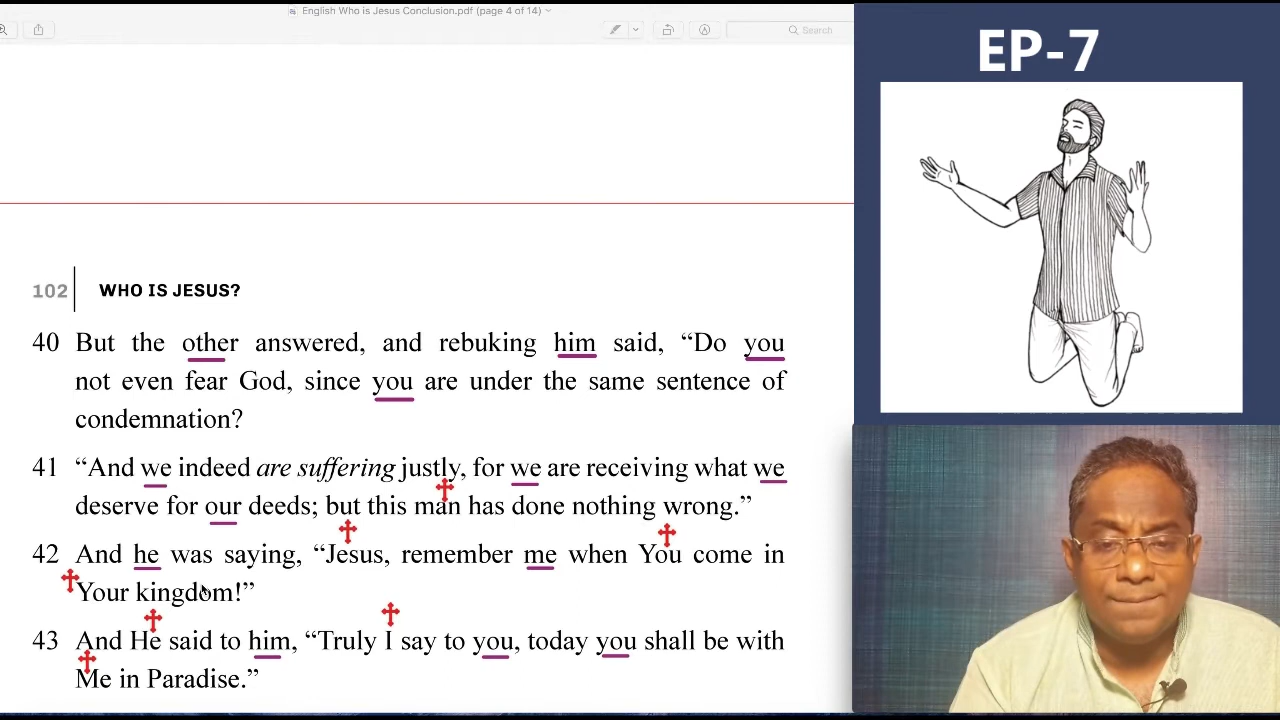 English Who is Jesus Conclusion.pdf (page 4 of 14)
Search
EP-7
102 WHO IS JESUS?
40 But the other answered, and rebuking him said, “Do you
not even fear God, since you are under the same sentence of
condemnation?
41 “And we indeed are suffering justly, for we are receiving what we
deserve for our deeds; but this man has done nothing wrong.”
42 And he was saying, “Jesus, remember me when You come in
Your kingdom!”
43 And He said to him, “Truly I say to you, today you shall be with
Me in Paradise.”